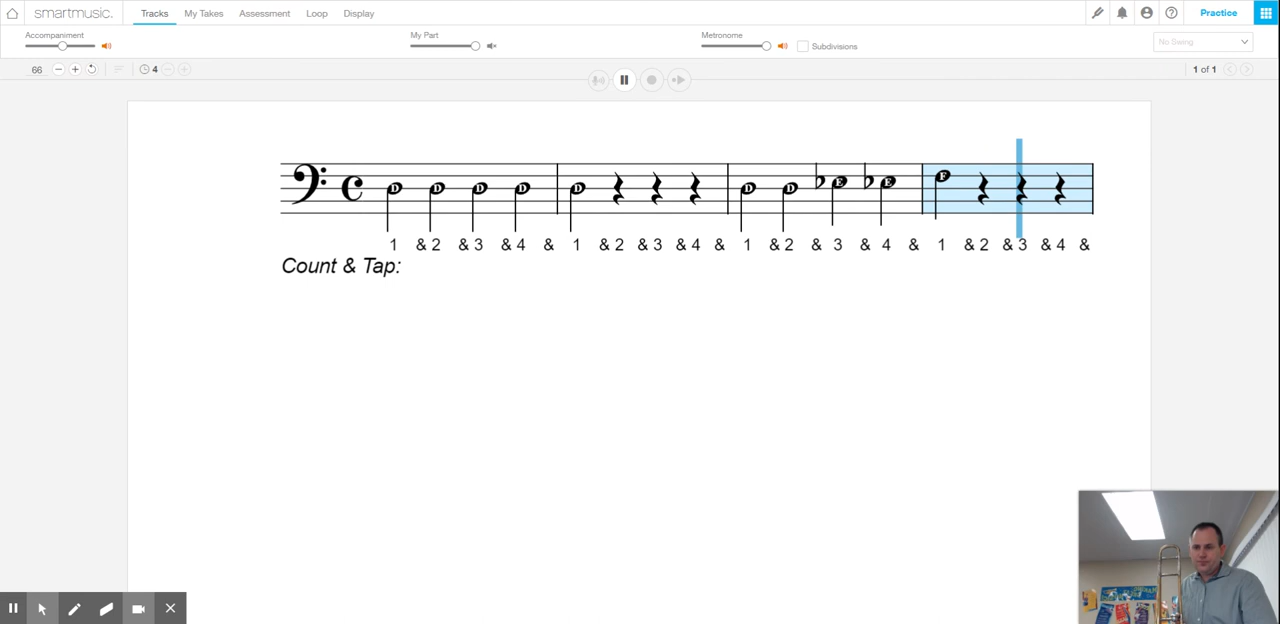 smartmusic. Tracks My Takes Assessment Loop Display Practice
Accompaniment My Part Metronome Subdivisions No Swing
66 4 1 of 1
D D D D D D D E E F
1 & 2 & 3 & 4 & 1 & 2 & 3 & 4 & 1 & 2 & 3 & 4 & 1 & 2 & 3 & 4 &
Count & Tap: